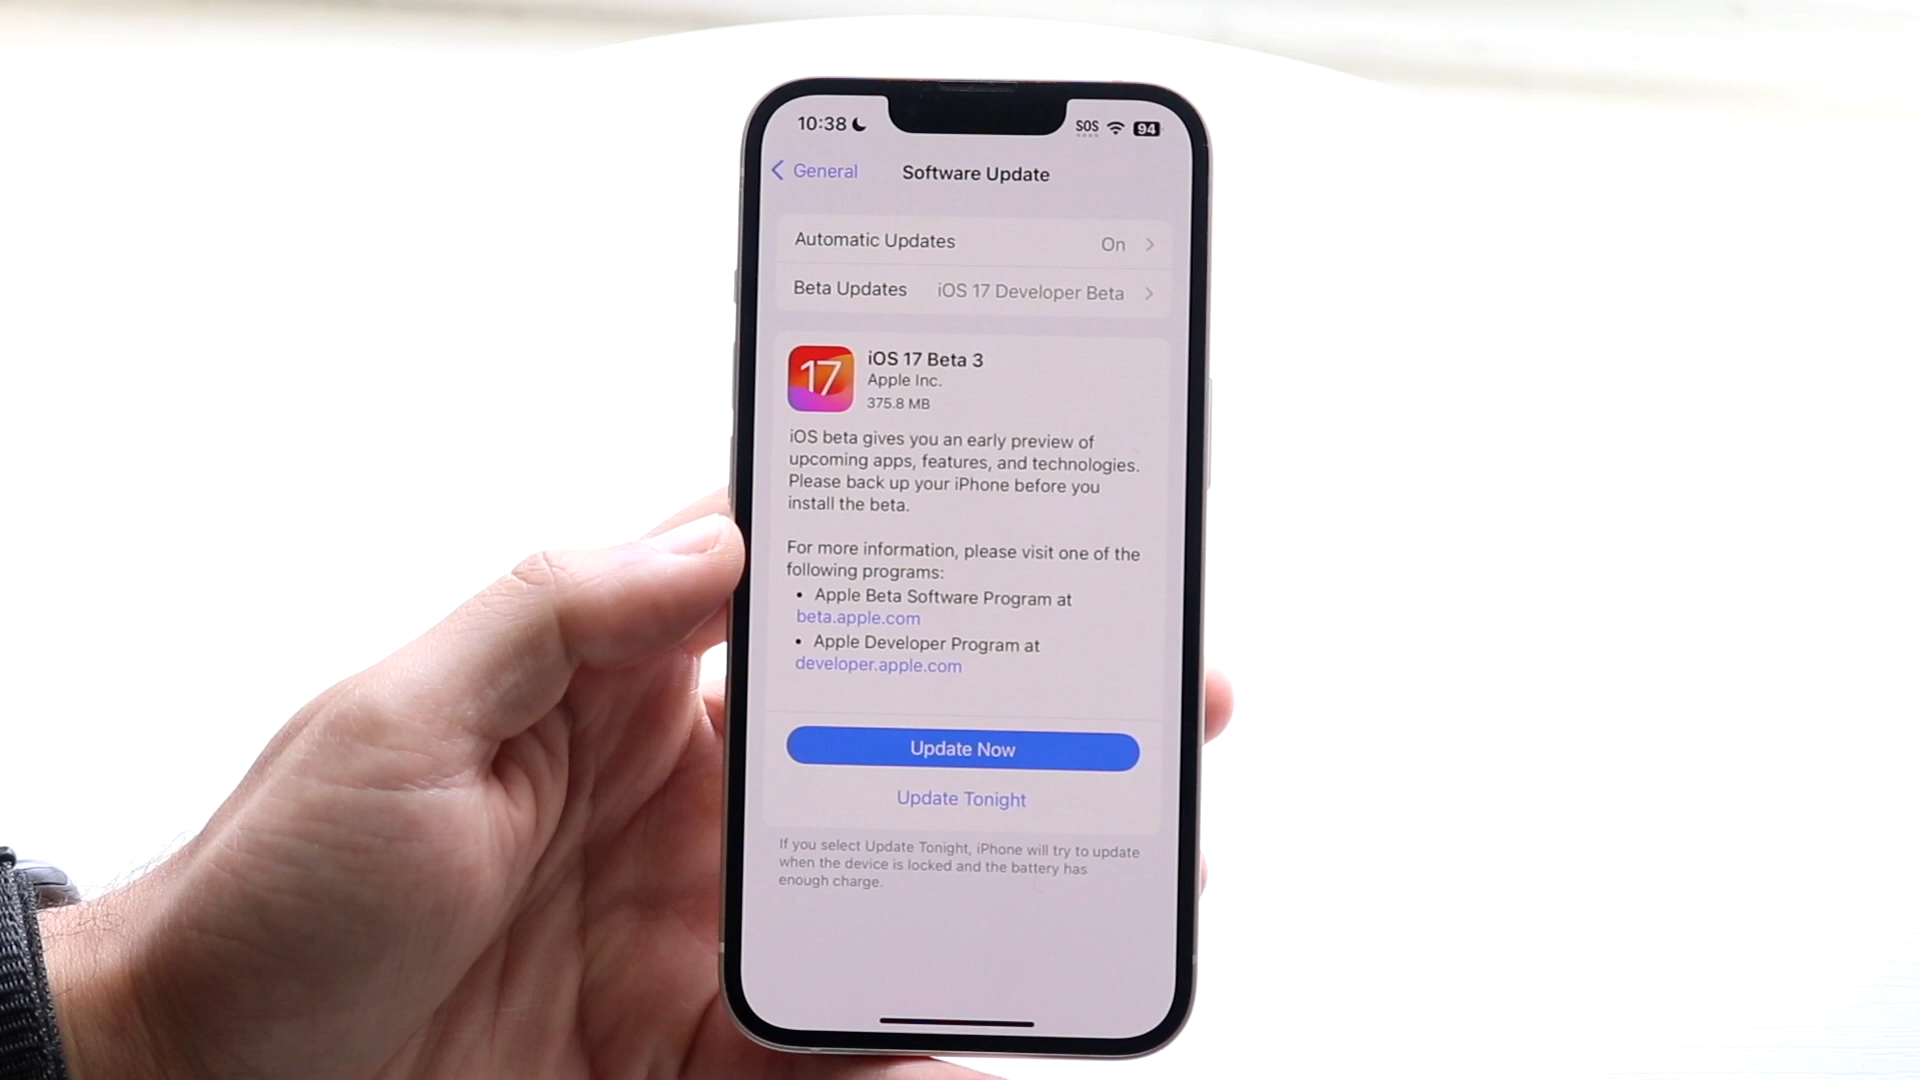 10:38 SOS 94
General Software Update
Automatic Updates On
Beta Updates iOS 17 Developer Beta
17
iOS 17 Beta 3
Apple Inc.
375.8 MB
iOS beta gives you an early preview of
upcoming apps, features, and technologies.
Please back up your iPhone before you
install the beta.
For more information, please visit one of the
following programs:
• Apple Beta Software Program at
beta.apple.com
• Apple Developer Program at
developer.apple.com
Update Now
Update Tonight
If you select Update Tonight, iPhone will try to update
when the device is locked and the battery has
enough charge.